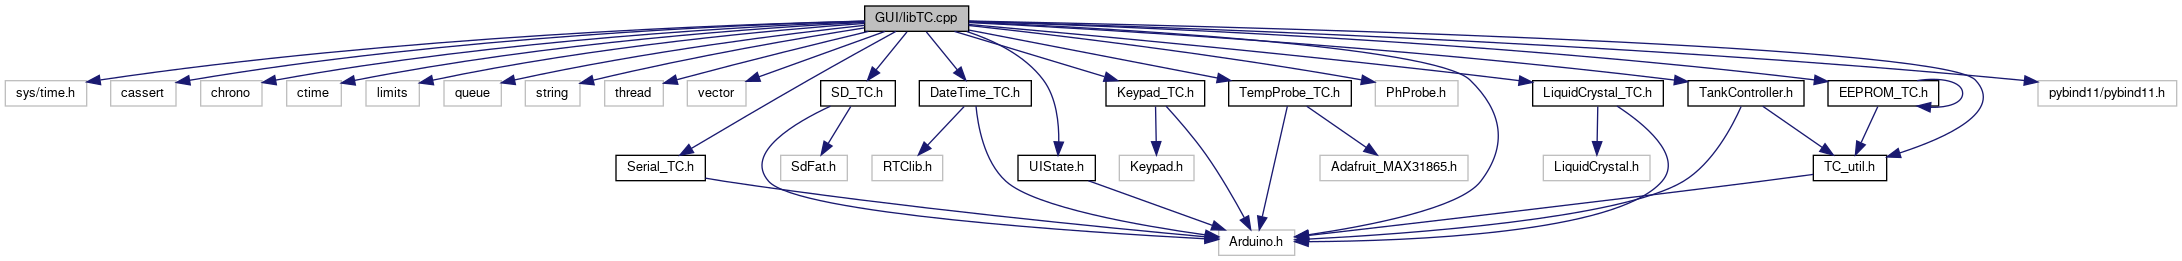 GUI/libTC.cpp
sys/time.h
cassert
chrono
ctime
limits
queue
string
thread
vector
SD_TC.h
DateTime_TC.h
Keypad_TC.h
TempProbe_TC.h
PhProbe.h
LiquidCrystal_TC.h
TankController.h
EEPROM_TC.h
pybind11/pybind11.h
Serial_TC.h
SdFat.h
RTClib.h
UIState.h
Keypad.h
Adafruit_MAX31865.h
LiquidCrystal.h
TC_util.h
Arduino.h